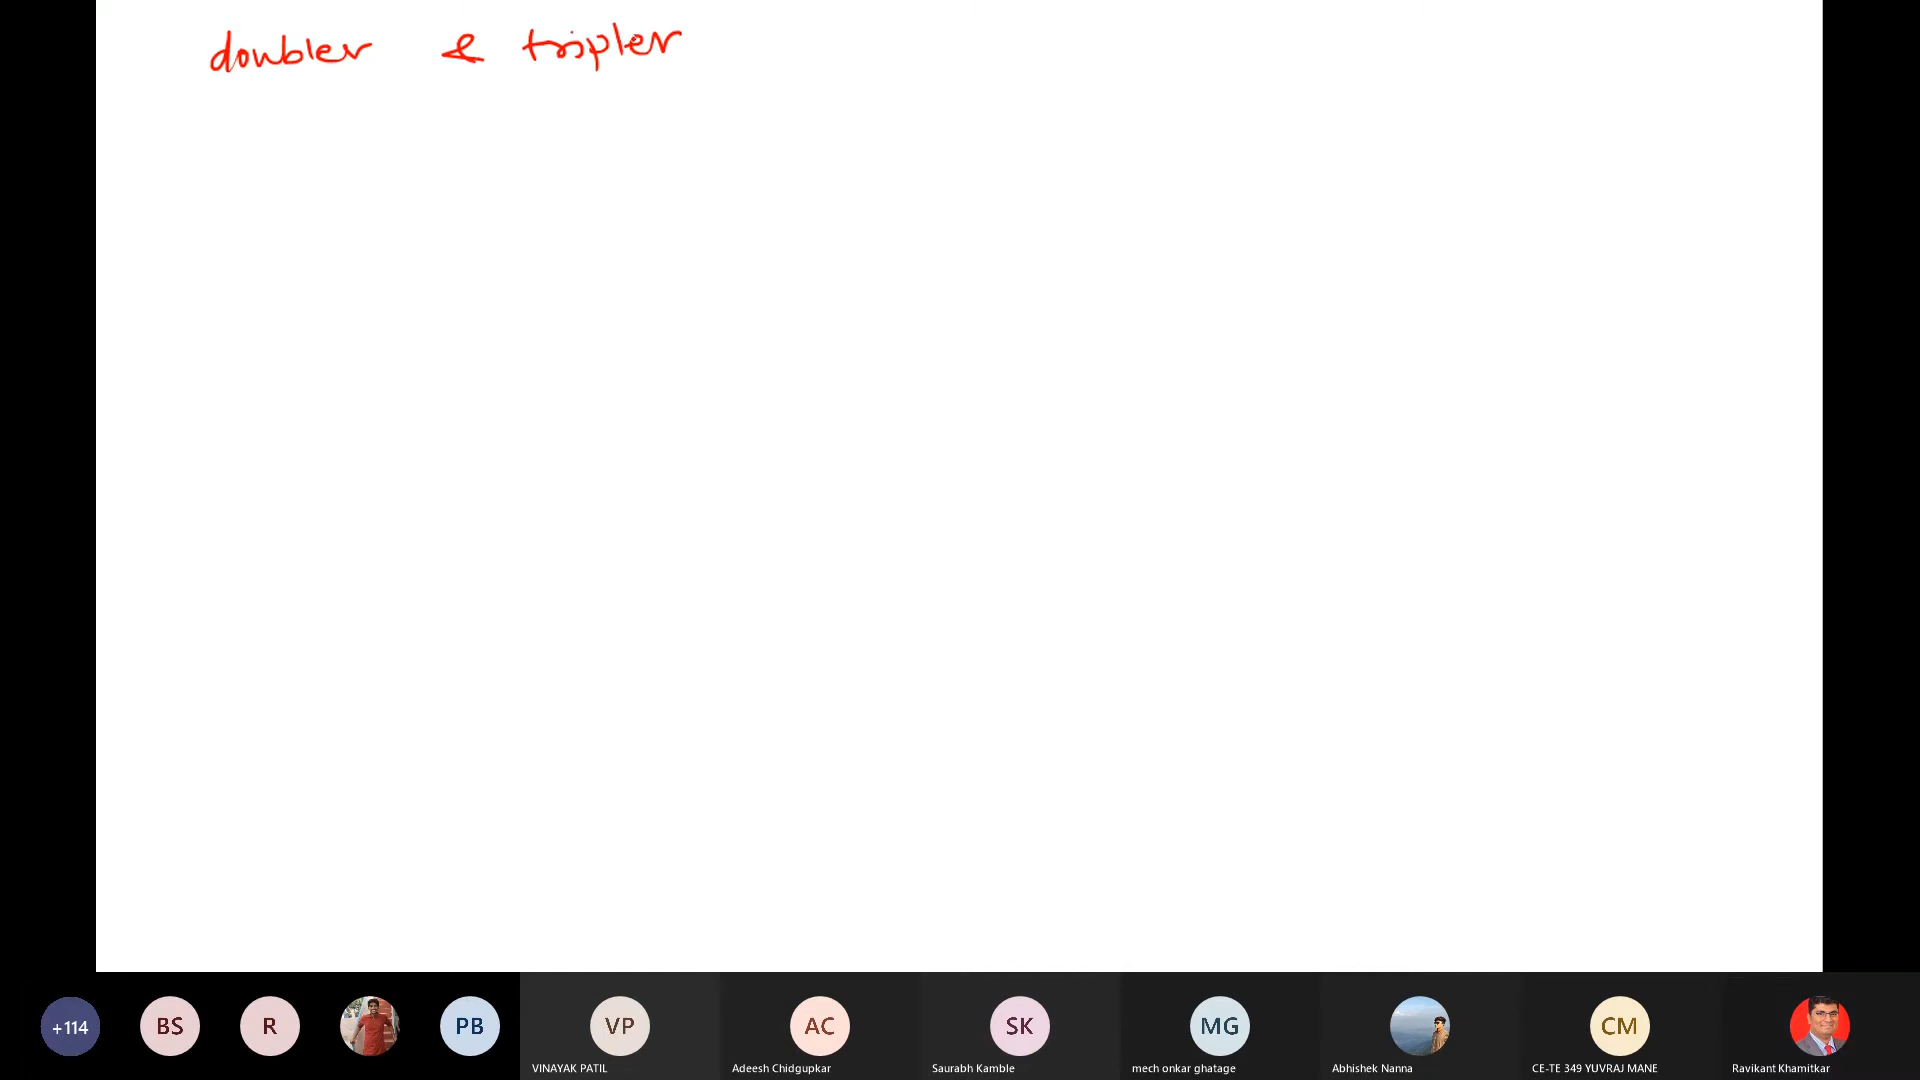 doubler & tripler
+114 BS R PB VP AC SK MG CM
VINAYAK PATIL Adeesh Chidgupkar Saurabh Kamble mech onkar ghatage Abhishek Nanna CE-TE 349 YUVRAJ MANE Ravikant Khamitkar